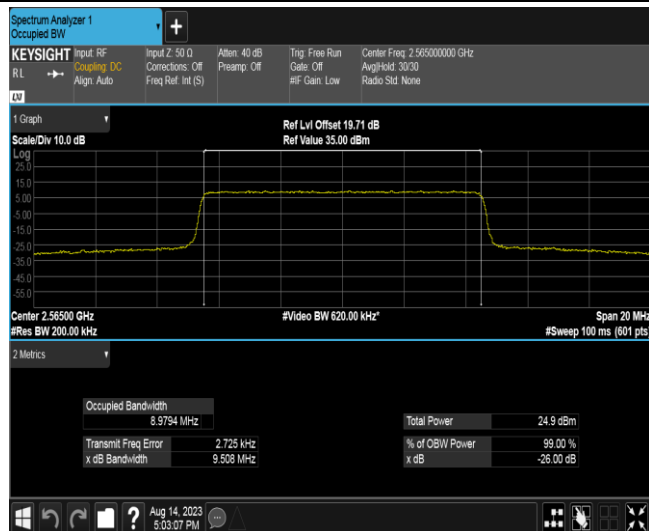 Spectrum Analyzer 1
Occupied BW
+
KEYSIGHT Input: RF Input Z: 50 Ω Atten: 40 dB Trig: Free Run Center Freq: 2.565000000 GHz
RL Coupling: DC Corrections: Off Preamp: Off Gate: Off Avg|Hold: 30/30
Align: Auto Freq Ref: Int (S) #IF Gain: Low Radio Std: None
1 Graph
Ref Lvl Offset 19.71 dB
Scale/Div 10.0 dB Ref Value 35.00 dBm
Log
25.0
15.0
5.00
-5.00
-15.0
-25.0
-35.0
-45.0
-55.0
Center 2.56500 GHz #Video BW 620.00 kHz* Span 20 MHz
#Res BW 200.00 kHz #Sweep 100 ms (601 pts)
2 Metrics
Occupied Bandwidth
8.9794 MHz Total Power 24.9 dBm
Transmit Freq Error 2.725 kHz % of OBW Power 99.00 %
x dB Bandwidth 9.508 MHz x dB -26.00 dB
? Aug 14, 2023
5:03:07 PM